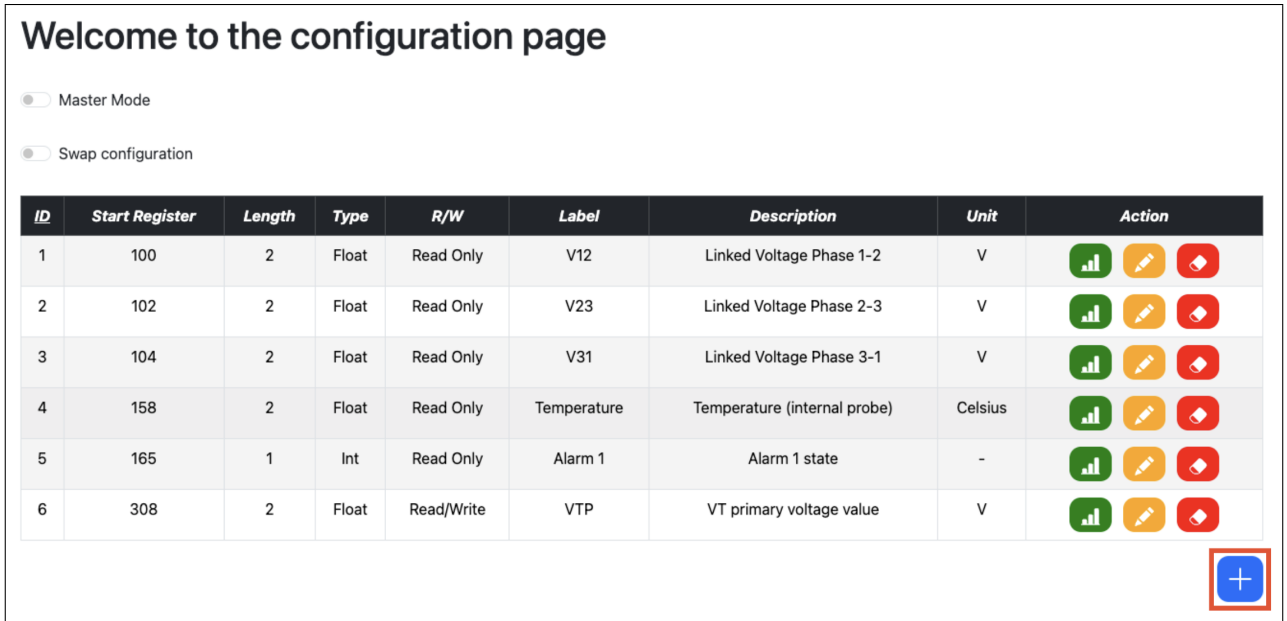 Welcome to the configuration page
Master Mode
Swap configuration
ID Start Register Length Type R/W Label Description Unit Action
1 100 2 Float Read Only V12 Linked Voltage Phase 1-2 V
2 102 2 Float Read Only V23 Linked Voltage Phase 2-3 V
3 104 2 Float Read Only V31 Linked Voltage Phase 3-1 V
4 158 2 Float Read Only Temperature Temperature (internal probe) Celsius
5 165 1 Int Read Only Alarm 1 Alarm 1 state -
6 308 2 Float Read/Write VTP VT primary voltage value V